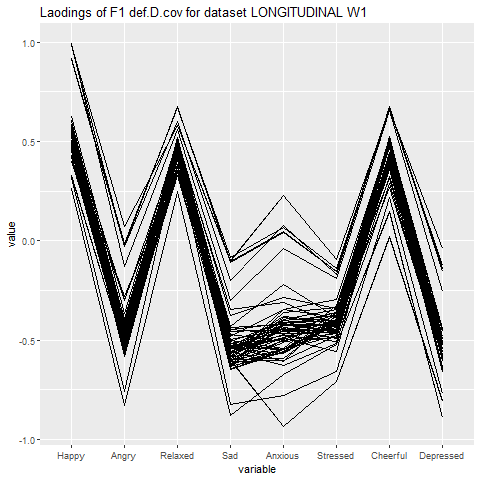 Laodings of F1 def.D.cov for dataset LONGITUDINAL W1
1.0
0.5
0.0
-0.5
-1.0
value
Happy Angry Relaxed Sad Anxious Stressed Cheerful Depressed
variable